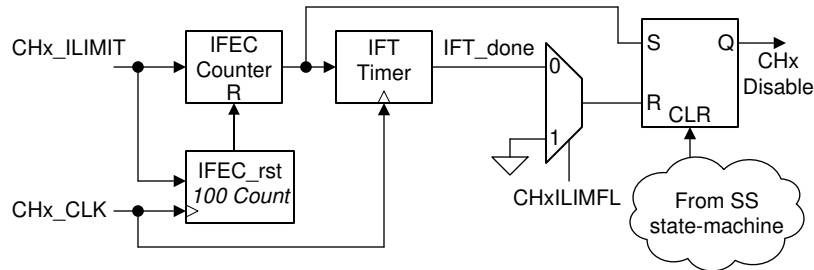 CHx_ILIMIT
IFEC
Counter
R
IFT
Timer
IFT_done
0
1
S
Q
R
CLR
CHx
Disable
IFEC_rst
100 Count
CHx_CLK
CHxILIMFL
From SS
state-machine